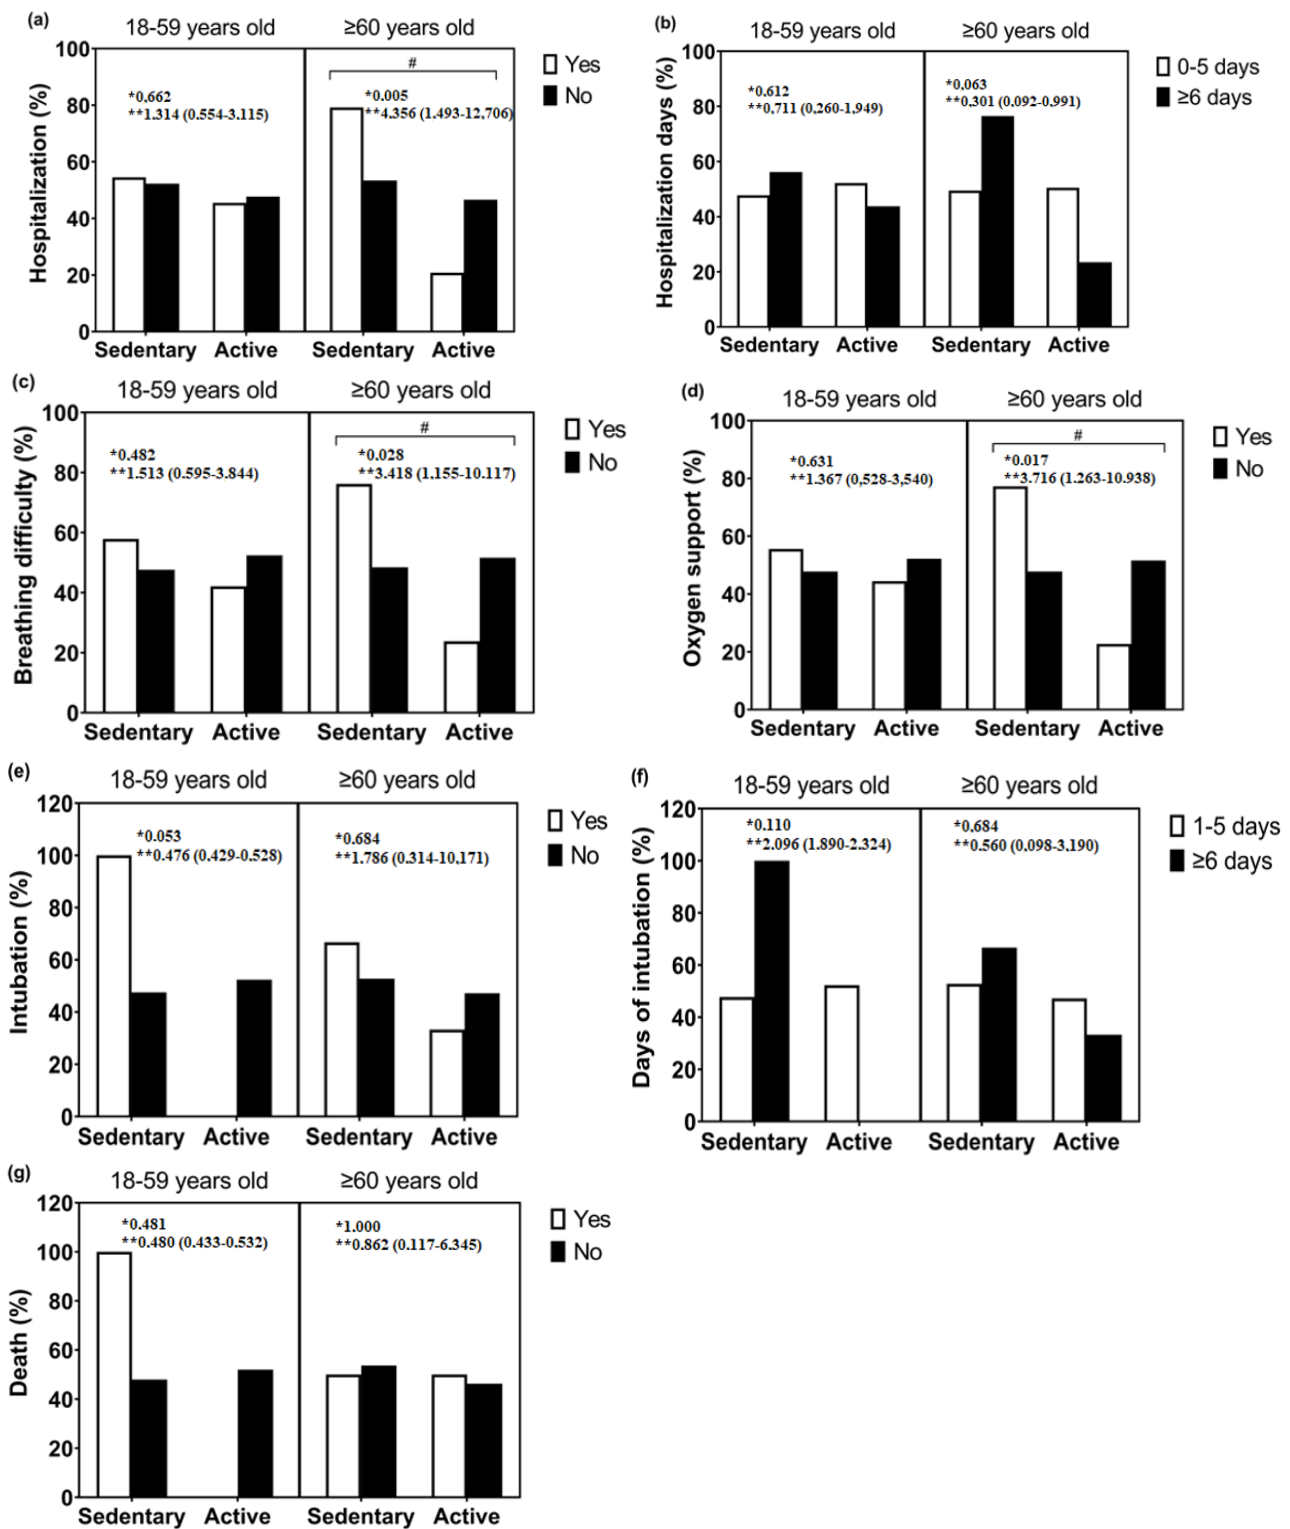 (a)
18-59 years old
≥60 years old
Hospitalization (%)
100
80
60
40
20
0
*0.662
**1.314 (0.554-3.115)
#
*0.005
**4.356 (1.493-12,706)
Sedentary
Active
Sedentary
Active
Yes
No
(b)
18-59 years old
≥60 years old
Hospitalization days (%)
100
80
60
40
20
0
*0.612
**0,711 (0,260-1,949)
*0,063
**0.301 (0.092-0,991)
Sedentary
Active
Sedentary
Active
0-5 days
≥6 days
(c)
18-59 years old
≥60 years old
Breathing difficulty (%)
100
80
60
40
20
0
*0.482
**1.513 (0.595-3.844)
#
*0.028
**3.418 (1,155-10.117)
Sedentary
Active
Sedentary
Active
Yes
No
(d)
18-59 years old
≥60 years old
Oxygen support (%)
100
80
60
40
20
0
*0.631
**1.367 (0,528-3,540)
#
*0.017
**3.716 (1.263-10.938)
Sedentary
Active
Sedentary
Active
Yes
No
(e)
18-59 years old
≥60 years old
Intubation (%)
120
100
80
60
40
20
0
*0.053
**0.476 (0.429-0.528)
*0.684
**1.786 (0.314-10,171)
Sedentary
Active
Sedentary
Active
Yes
No
(f)
18-59 years old
≥60 years old
Days of intubation (%)
120
100
80
60
40
20
0
*0.110
**2.096 (1.890-2.324)
*0.684
**0.560 (0,098-3,190)
Sedentary
Active
Sedentary
Active
1-5 days
≥6 days
(g)
18-59 years old
≥60 years old
Death (%)
120
100
80
60
40
20
0
*0.481
**0.480 (0.433-0.532)
*1.000
**0.862 (0.117-6.345)
Sedentary
Active
Sedentary
Active
Yes
No